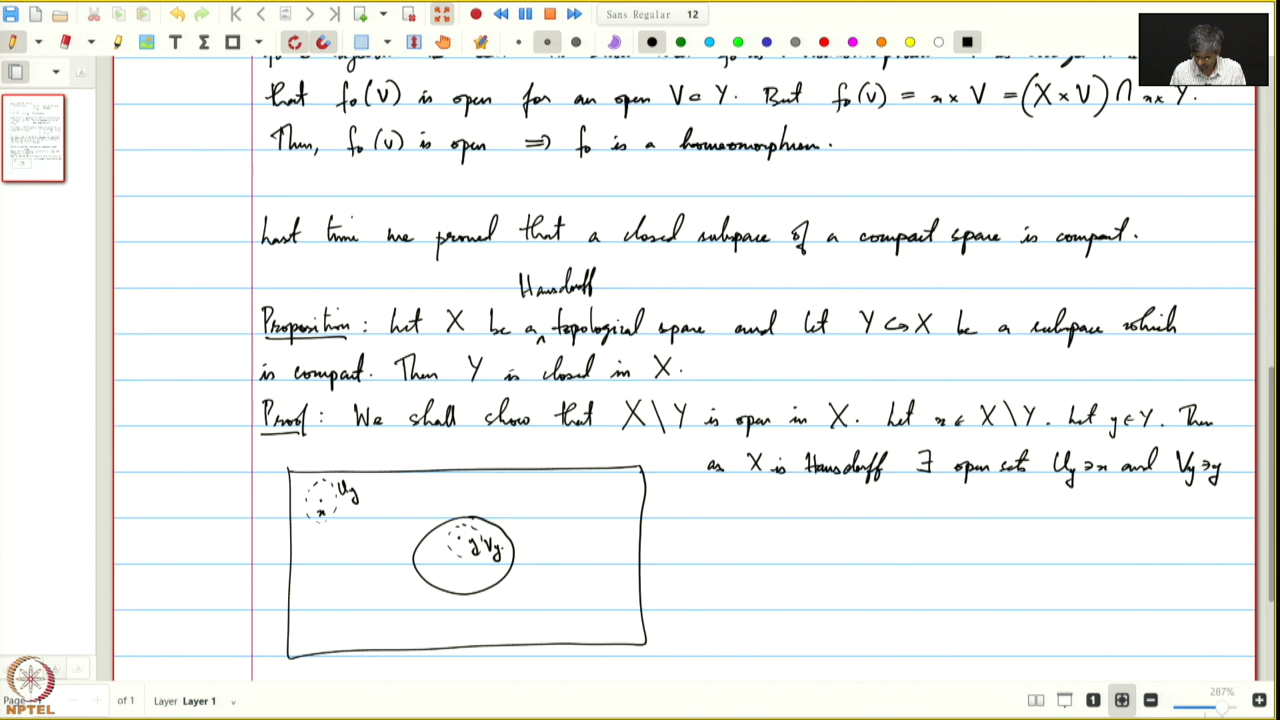 Sans Regular 12
that f₀(V) is open for an open V ⊂ Y. But f₀(V) = x × V = (X × V) ∩ x × Y.
Thus, f₀(V) is open ⟹ f₀ is a homeomorphism.
Last time we proved that a closed subspace of a compact space is compact.
Hausdorff
Proposition: Let X be a ^ topological space and let Y ↪ X be a subspace which
is compact. Then Y is closed in X.
Proof: We shall show that X \ Y is open in X. Let x ∈ X \ Y. Let y ∈ Y. Then
as X is Hausdorff ∃ open sets Uy ∋ x and Vy ∋ y
Uy
x
y Vy
Page
of 1 Layer Layer 1
287%
NPTEL